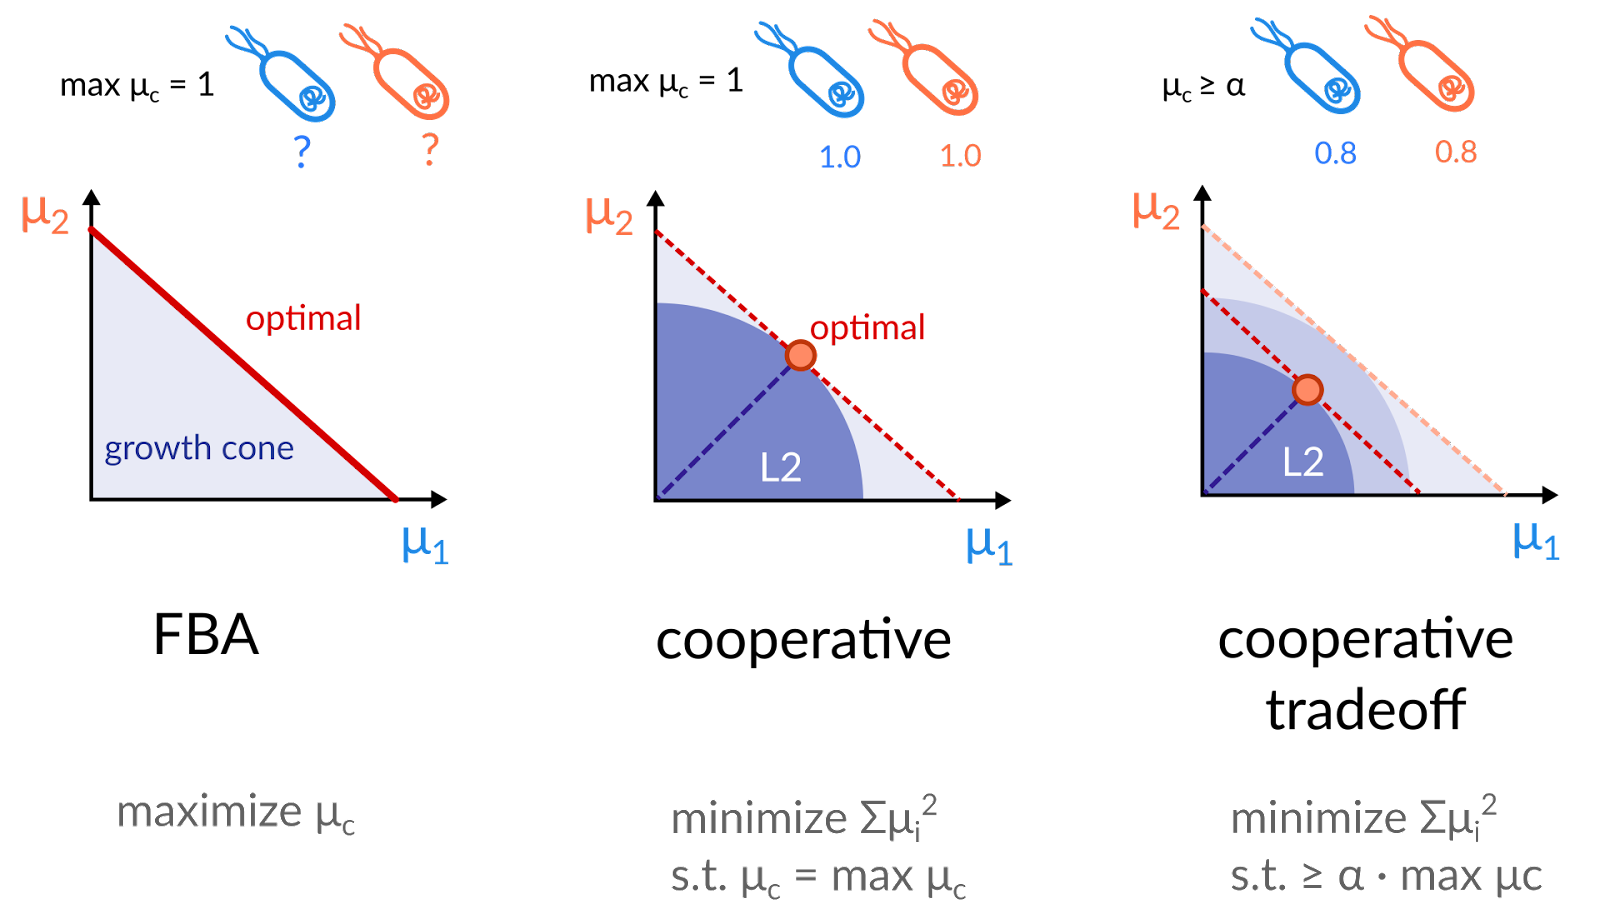 max μc = 1
? ?
μ2
optimal
growth cone
μ1
FBA
maximize μc
max μc = 1
1.0 1.0
μ2
optimal
L2
μ1
cooperative
minimize Σμi²
s.t. μc = max μc
μc ≥ α
0.8 0.8
μ2
L2
μ1
cooperative
tradeoff
minimize Σμi²
s.t. ≥ α · max μc